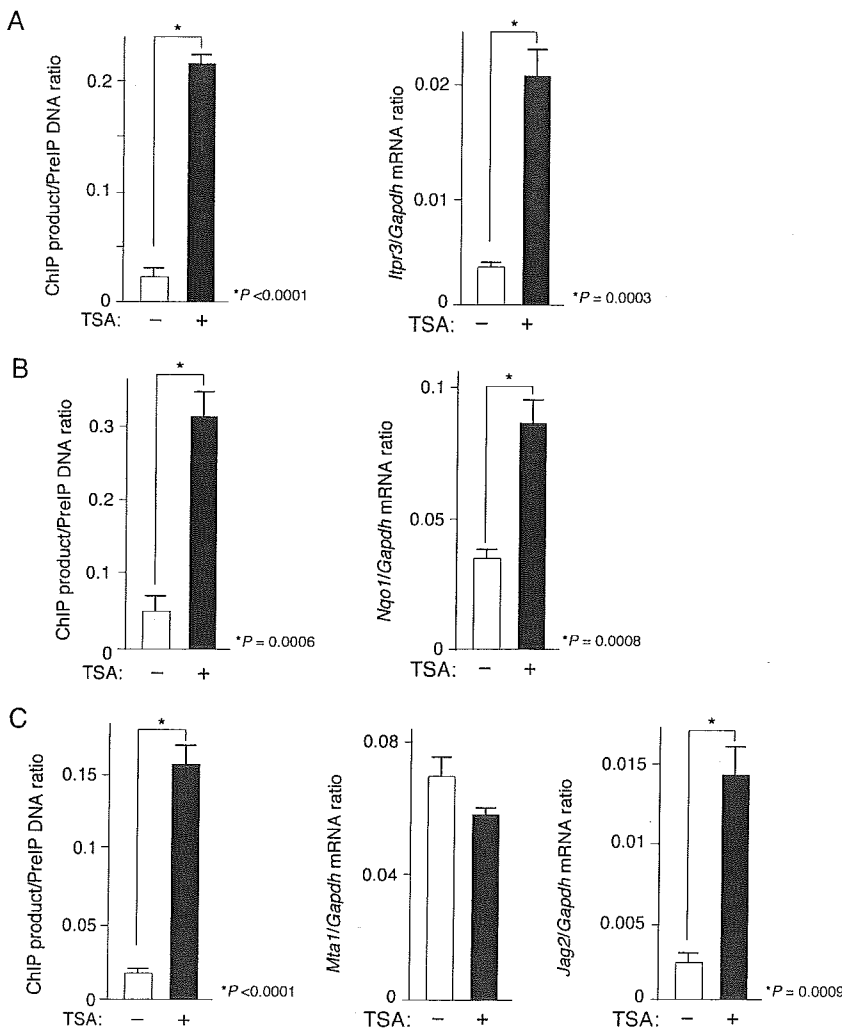 A
ChIP product/PreIP DNA ratio
0.2
0.1
0
*
TSA: − +
*P <0.0001
Itpr3/Gapdh mRNA ratio
0.02
0.01
0
*
TSA: − +
*P = 0.0003
B
ChIP product/PreIP DNA ratio
0.3
0.2
0.1
0
*
TSA: − +
*P = 0.0006
Nqo1/Gapdh mRNA ratio
0.1
0.05
0
*
TSA: − +
*P = 0.0008
C
ChIP product/PreIP DNA ratio
0.15
0.1
0.05
0
*
TSA: − +
*P <0.0001
Mta1/Gapdh mRNA ratio
0.08
0.04
0
TSA: − +
Jag2/Gapdh mRNA ratio
0.015
0.01
0.005
0
*
TSA: − +
*P = 0.0009